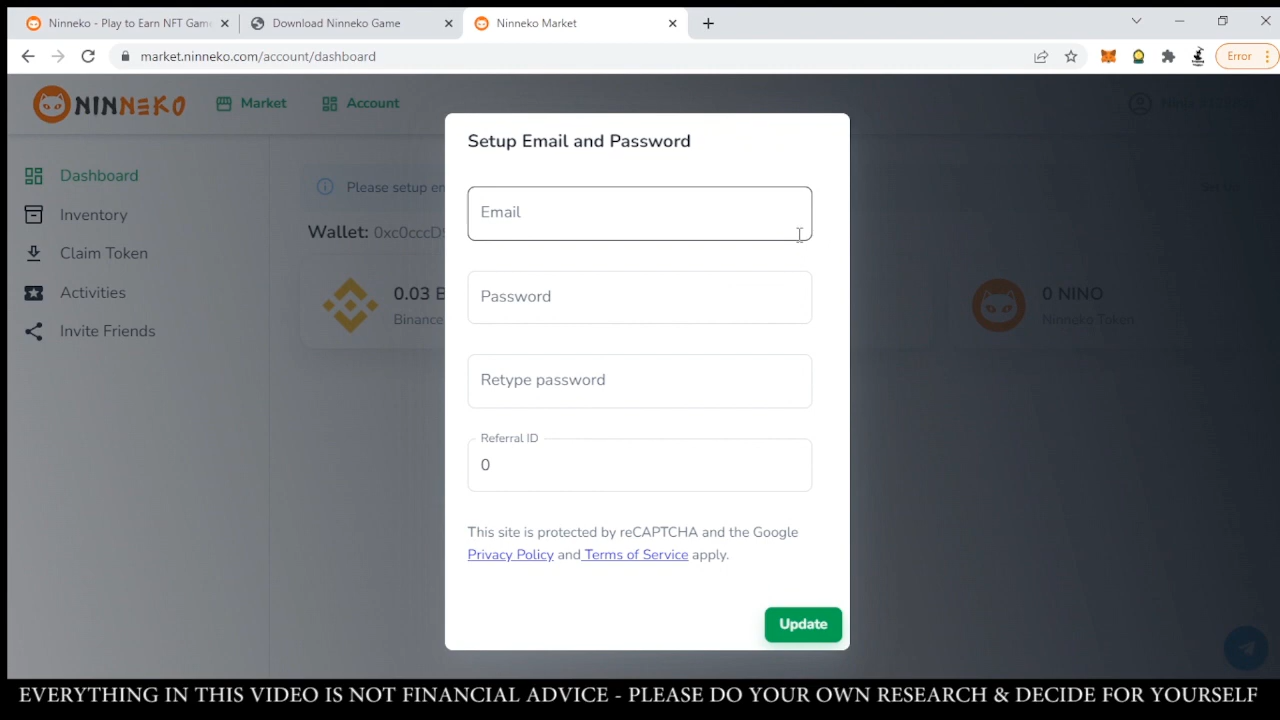 Ninneko - Play to Earn NFT Gam
Download Ninneko Game
Ninneko Market
market.ninneko.com/account/dashboard
Error
NINNEKO
Market
Account
Dashboard
Inventory
Claim Token
Activities
Invite Friends
Please setup em
Wallet: 0xc0cccD9
0.03 B
Binance
0 NINO
Ninneko Token
Setup Email and Password
Email
Password
Retype password
Referral ID
0
This site is protected by reCAPTCHA and the Google
Privacy Policy and Terms of Service apply.
Update
EVERYTHING IN THIS VIDEO IS NOT FINANCIAL ADVICE - PLEASE DO YOUR OWN RESEARCH & DECIDE FOR YOURSELF